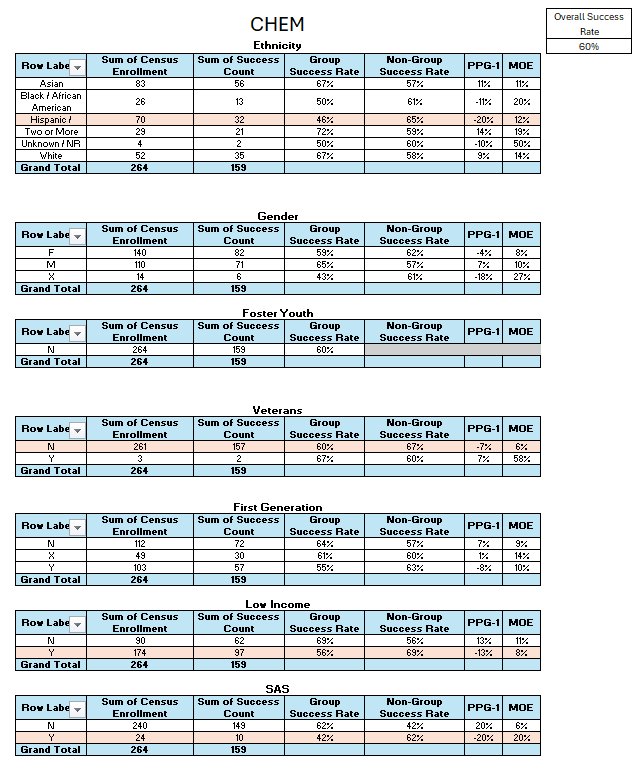 CHEM
Overall Success
Rate
60%
Ethnicity
Row Labe Sum of Census Enrollment Sum of Success Count Group Success Rate Non-Group Success Rate PPG-1 MOE
Asian 83 56 67% 57% 11% 11%
Black / African American 26 13 50% 61% -11% 20%
Hispanic / 70 32 46% 65% -20% 12%
Two or More 29 21 72% 59% 14% 19%
Unknown / NR 4 2 50% 60% -10% 50%
White 52 35 67% 58% 9% 14%
Grand Total 264 159
Gender
Row Labe Sum of Census Enrollment Sum of Success Count Group Success Rate Non-Group Success Rate PPG-1 MOE
F 140 82 59% 62% -4% 8%
M 110 71 65% 57% 7% 10%
X 14 6 43% 61% -18% 27%
Grand Total 264 159
Foster Youth
Row Labe Sum of Census Enrollment Sum of Success Count Group Success Rate Non-Group Success Rate PPG-1 MOE
N 264 159 60%
Grand Total 264 159
Veterans
Row Labe Sum of Census Enrollment Sum of Success Count Group Success Rate Non-Group Success Rate PPG-1 MOE
N 261 157 60% 67% -7% 6%
Y 3 2 67% 60% 7% 58%
Grand Total 264 159
First Generation
Row Labe Sum of Census Enrollment Sum of Success Count Group Success Rate Non-Group Success Rate PPG-1 MOE
N 112 72 64% 57% 7% 9%
X 49 30 61% 60% 1% 14%
Y 103 57 55% 63% -8% 10%
Grand Total 264 159
Low Income
Row Labe Sum of Census Enrollment Sum of Success Count Group Success Rate Non-Group Success Rate PPG-1 MOE
N 90 62 69% 56% 13% 11%
Y 174 97 56% 69% -13% 8%
Grand Total 264 159
SAS
Row Labe Sum of Census Enrollment Sum of Success Count Group Success Rate Non-Group Success Rate PPG-1 MOE
N 240 149 62% 42% 20% 6%
Y 24 10 42% 62% -20% 20%
Grand Total 264 159